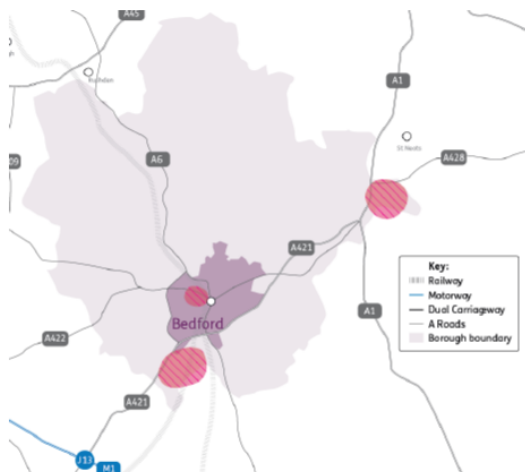 A45
Rushden
A1
St Neots
A6
A428
09
A421
Key:
Railway
Motorway
Dual Carriageway
A Roads
Borough boundary
Bedford
A1
A422
A421
J13
M1